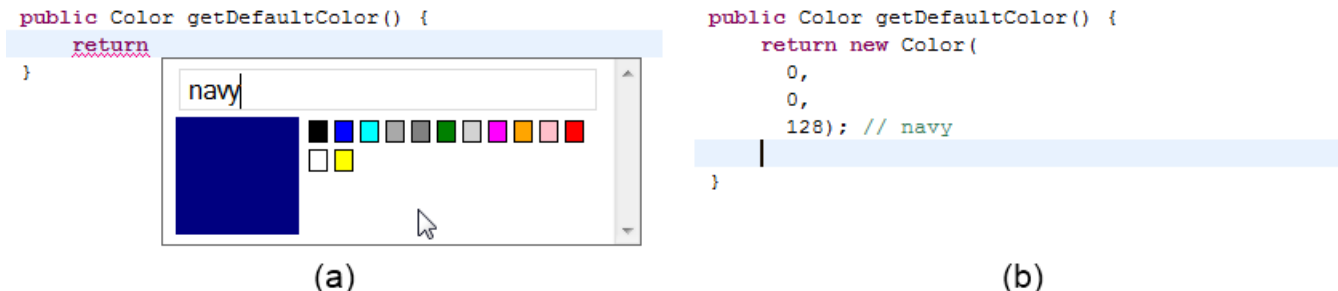 public Color getDefaultColor() {
return
}
navy
(a)
public Color getDefaultColor() {
return new Color(
0,
0,
128); // navy
}
(b)